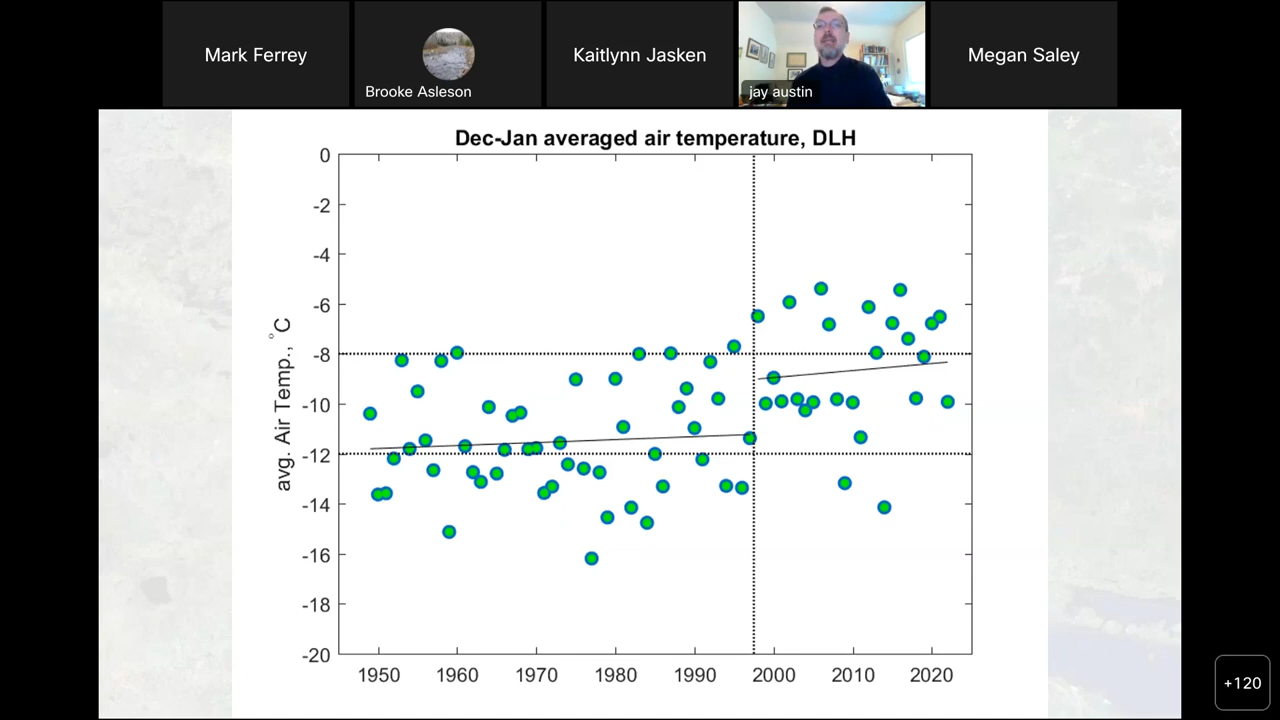 Mark Ferrey
Brooke Asleson
Kaitlynn Jasken
jay austin
Megan Saley
Dec-Jan averaged air temperature, DLH
avg. Air Temp., °C
0
-2
-4
-6
-8
-10
-12
-14
-16
-18
-20
1950 1960 1970 1980 1990 2000 2010 2020
+120